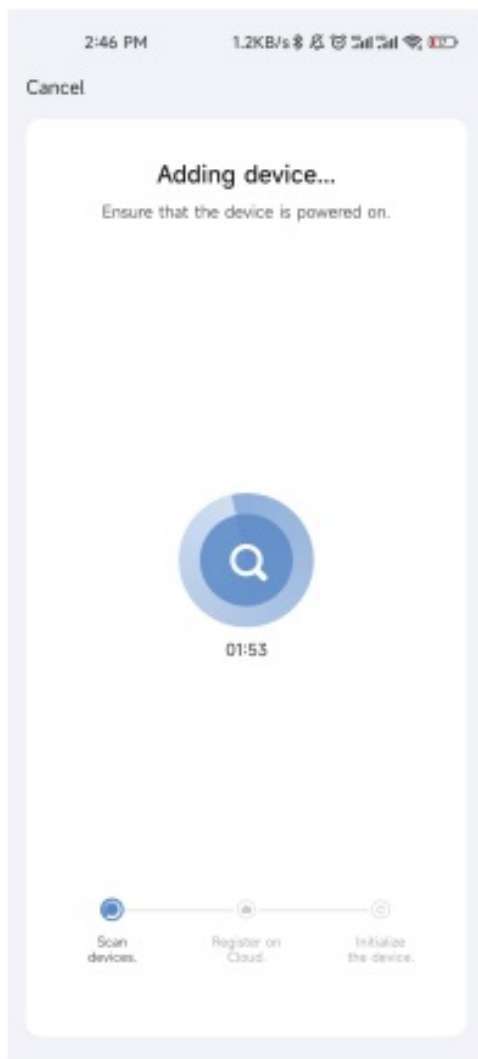 2:46 PM 1.2KB/s
Cancel
Adding device...
Ensure that the device is powered on.
01:53
Scan devices.
Register on Cloud.
Initialize the device.